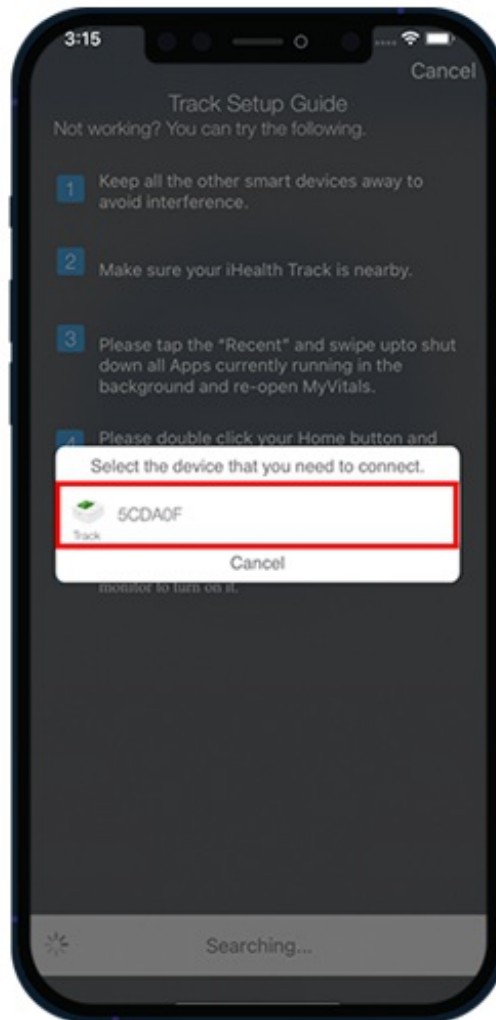 3:15
Cancel
Track Setup Guide
Not working? You can try the following.
1
Keep all the other smart devices away to
avoid interference.
2
Make sure your iHealth Track is nearby.
3
Please tap the "Recent" and swipe upto shut
down all Apps currently running in the
background and re-open MyVitals.
4
Please double click your Home button and
Select the device that you need to connect.
5CDA0F
Track
Cancel
monitor to turn on it.
Searching...